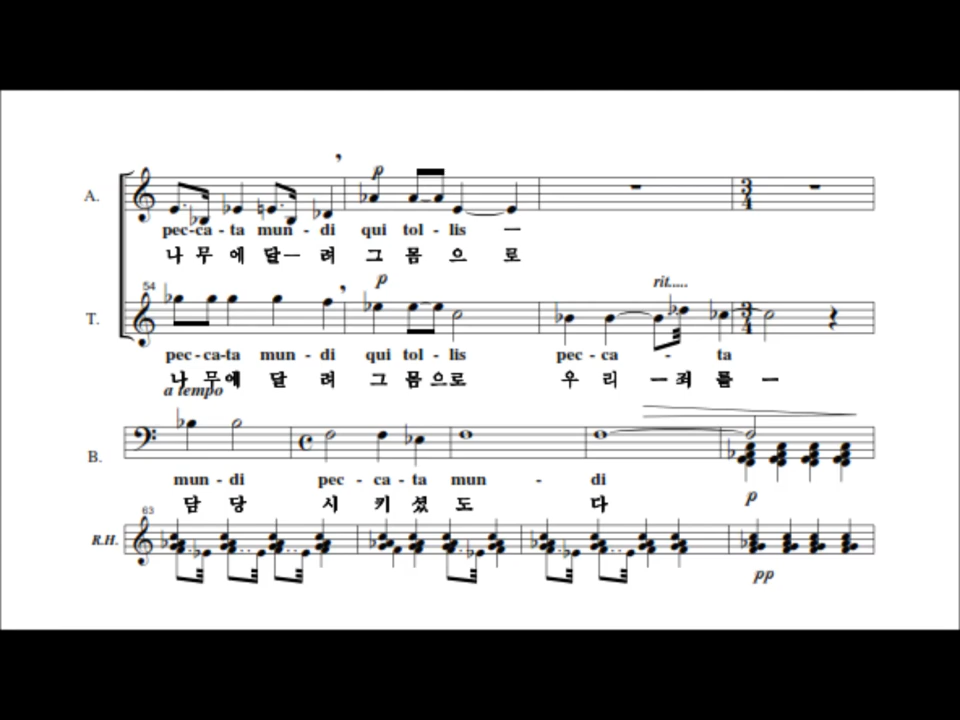 A.
p
pec-ca - ta mun - di qui tol - lis
나 무 에 달— 려 그 몸 으 로
54
p
rit.....
T.
pec-ca-ta mun - di qui tol - lis pec - ca - ta
나 무에 달 려 그 몸으로 우 리 —죄 를 —
a tempo
B.
mun - di pec - ca - ta mun - di
담 당 시 키 셨 도 다
p
63
R.H.
pp